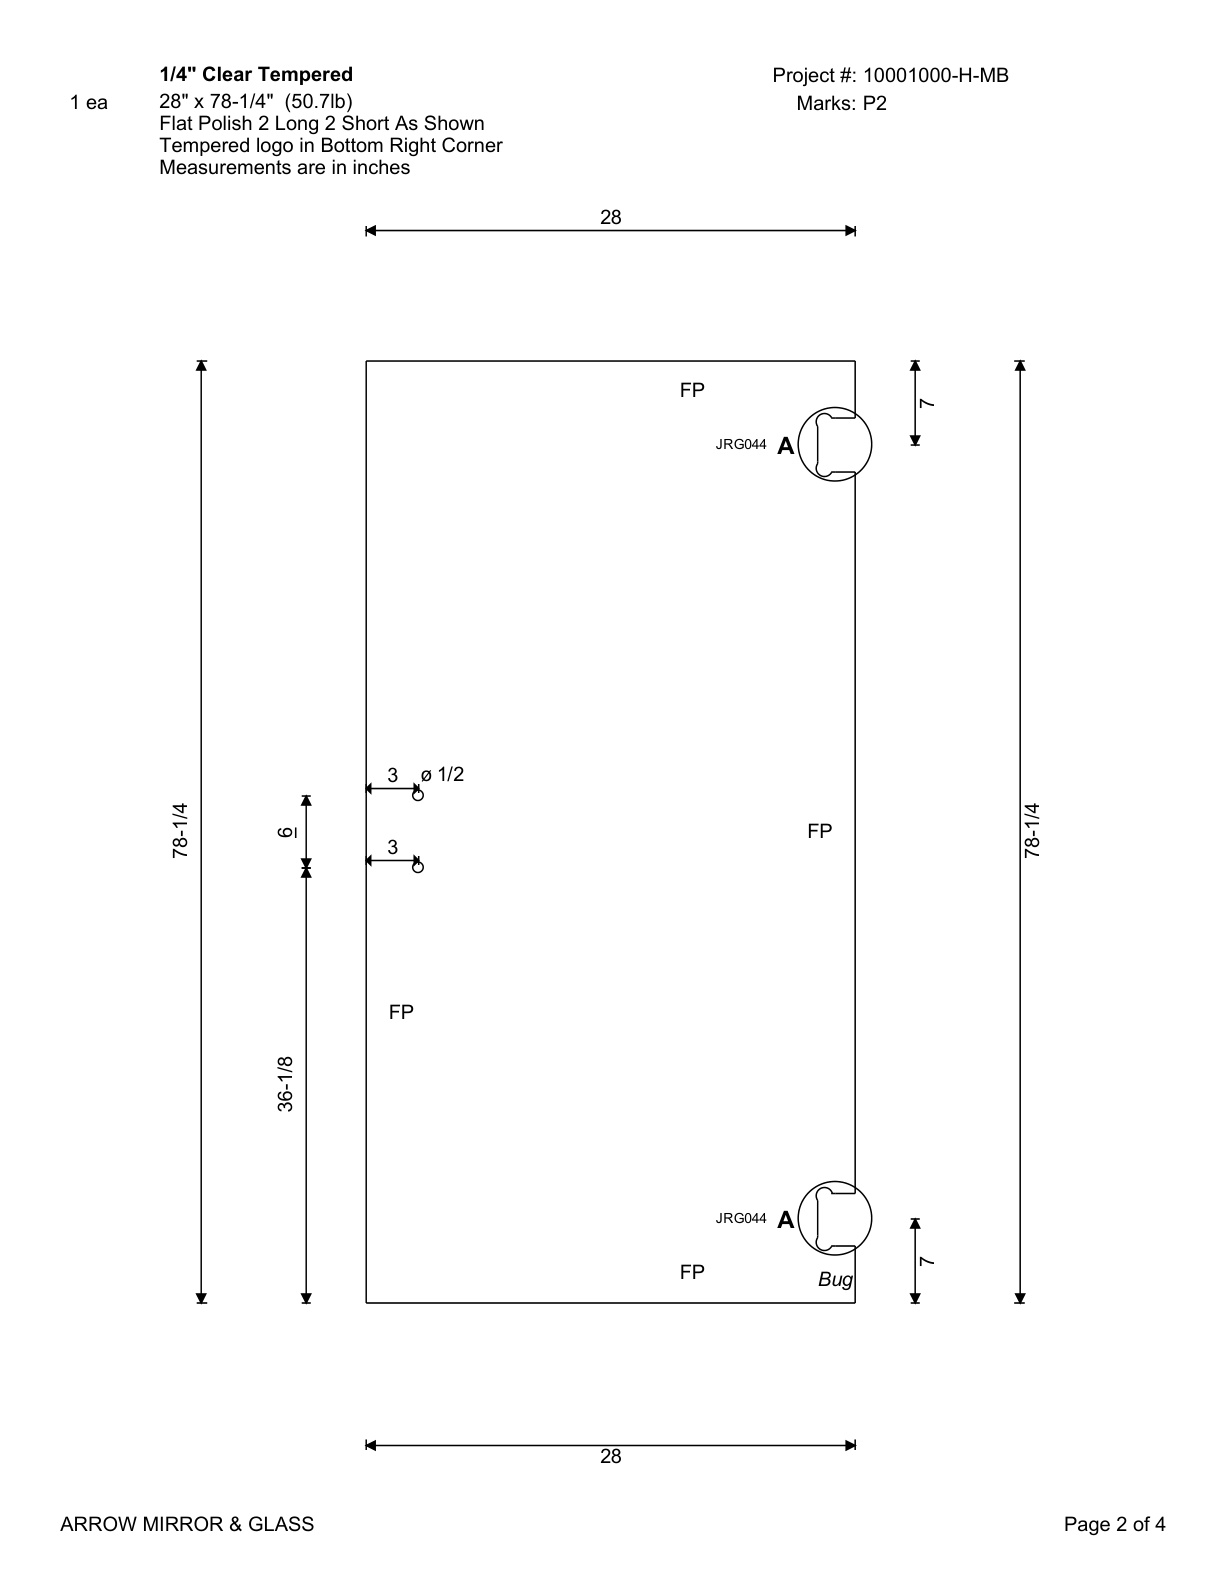 1/4" Clear Tempered
Project #: 10001000-H-MB
1 ea
28" x 78-1/4"  (50.7lb)
Marks: P2
Flat Polish 2 Long 2 Short As Shown
Tempered logo in Bottom Right Corner
Measurements are in inches
28
FP
7
JRG044 A
3
ø 1/2
78-1/4
6
FP
78-1/4
3
FP
36-1/8
JRG044 A
7
FP
Bug
28
ARROW MIRROR & GLASS
Page 2 of 4